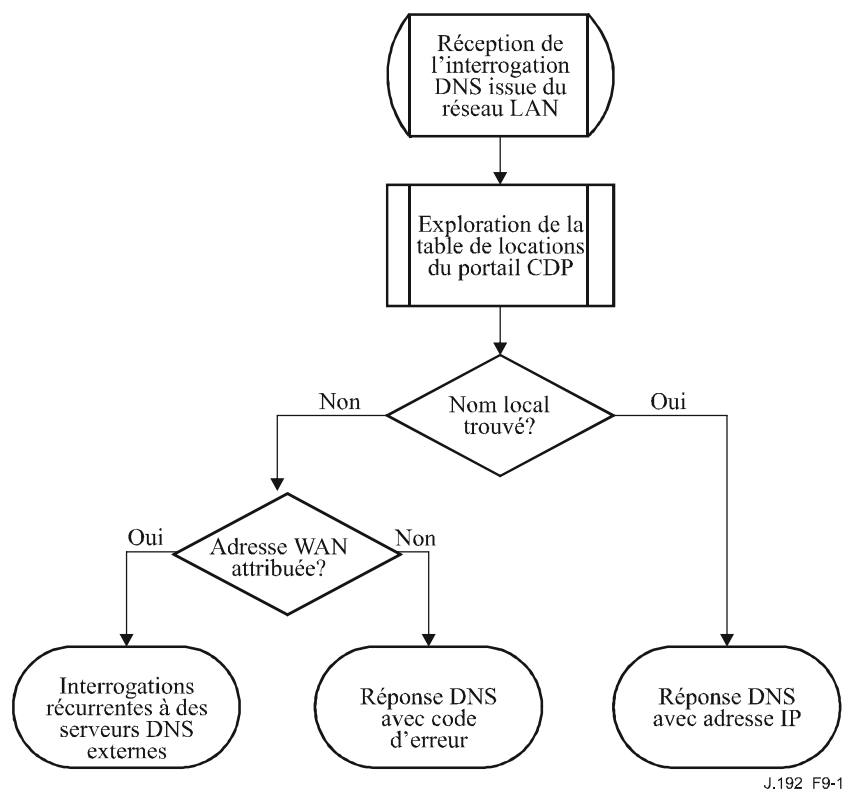 Réception de
l'interrogation
DNS issue du
réseau LAN
Exploration de la
table de locations
du portail CDP
Nom local
trouvé?
Non
Oui
Adresse WAN
attribuée?
Oui
Non
Interrogations
récurrentes à des
serveurs DNS
externes
Réponse DNS
avec code
d'erreur
Réponse DNS
avec adresse IP
J.192_F9-1